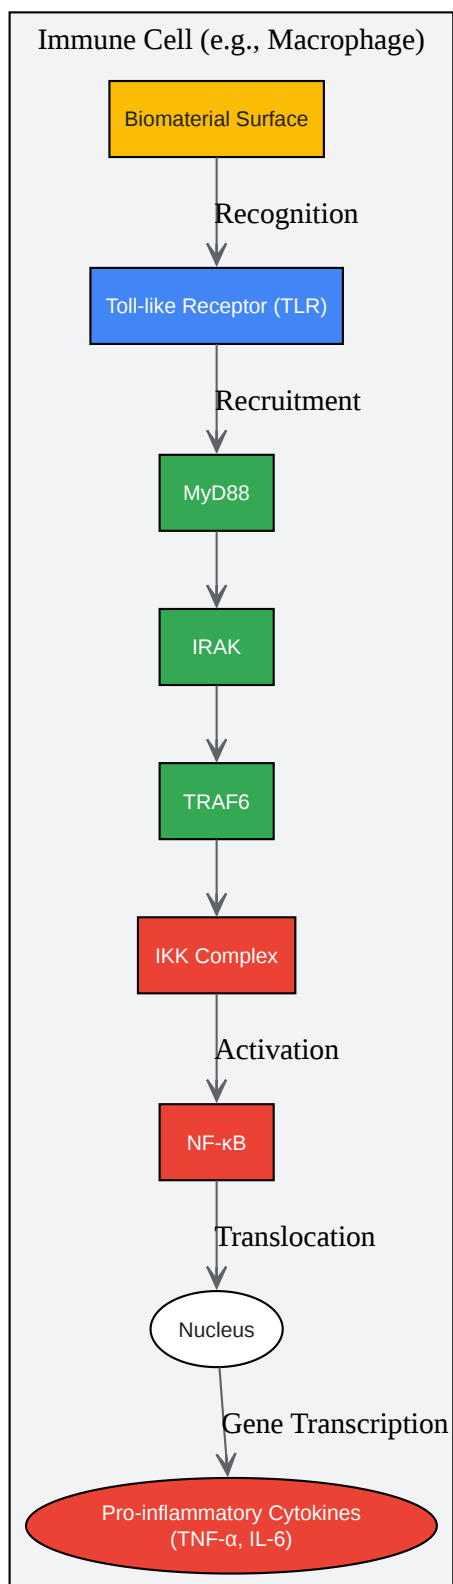 Immune Cell (e.g., Macrophage)
Biomaterial Surface
Recognition
Toll-like Receptor (TLR)
Recruitment
MyD88
IRAK
TRAF6
IKK Complex
Activation
NF-κB
Translocation
Nucleus
Gene Transcription
Pro-inflammatory Cytokines
(TNF-α, IL-6)